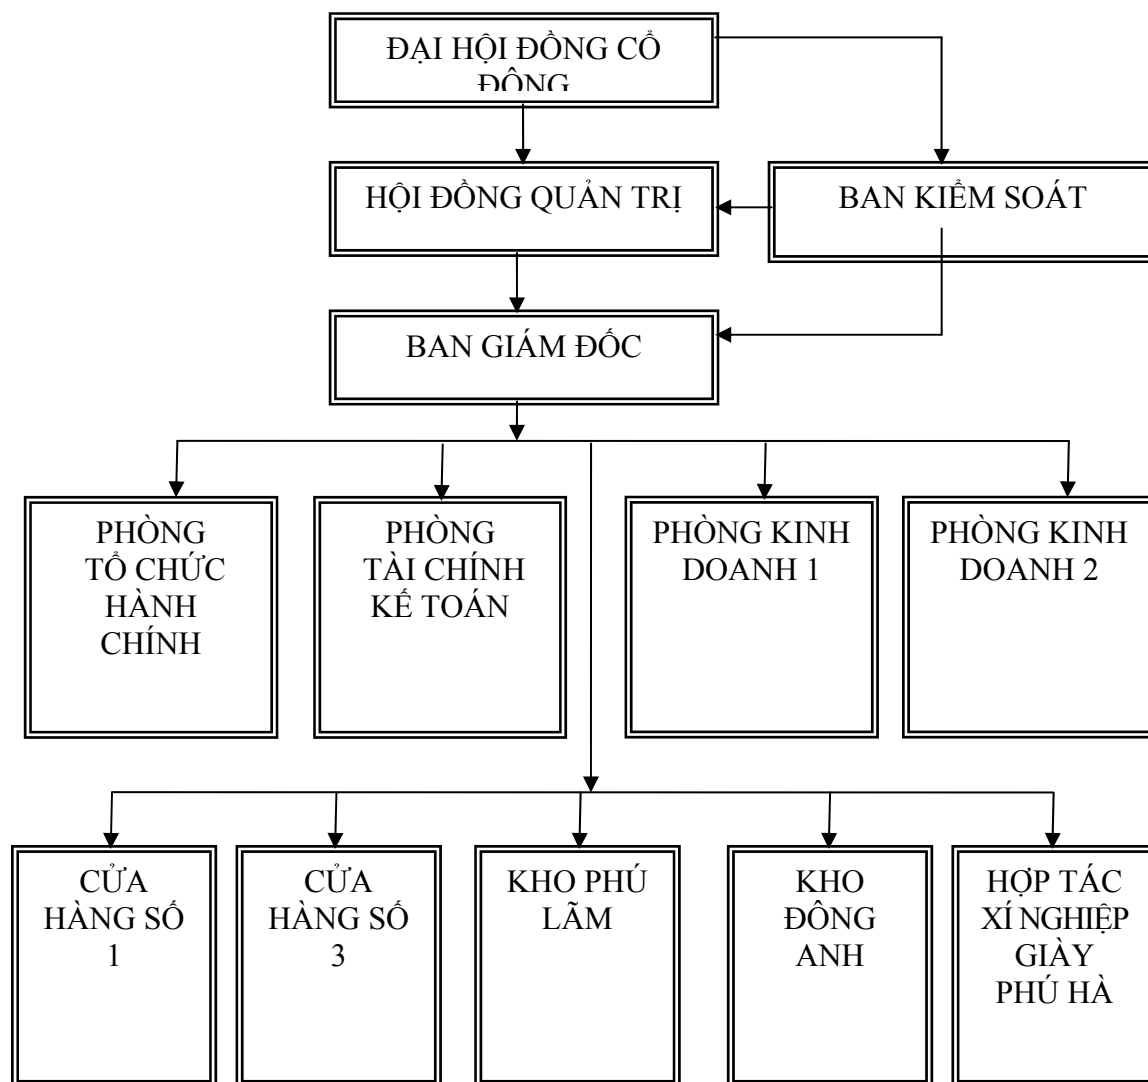 ĐẠI HỘI ĐỒNG CỔ
ĐÔNG
HỘI ĐỒNG QUẢN TRỊ
BAN KIỂM SOÁT
BAN GIÁM ĐỐC
PHÒNG
TỔ CHỨC
HÀNH
CHÍNH
PHÒNG
TÀI CHÍNH
KẾ TOÁN
PHÒNG KINH
DOANH 1
PHÒNG KINH
DOANH 2
CỬA
HÀNG SỐ
1
CỬA
HÀNG SỐ
3
KHO PHÚ
LÃM
KHO
ĐÔNG
ANH
HỢP TÁC
XÍ NGHIỆP
GIÀY
PHÚ HÀ